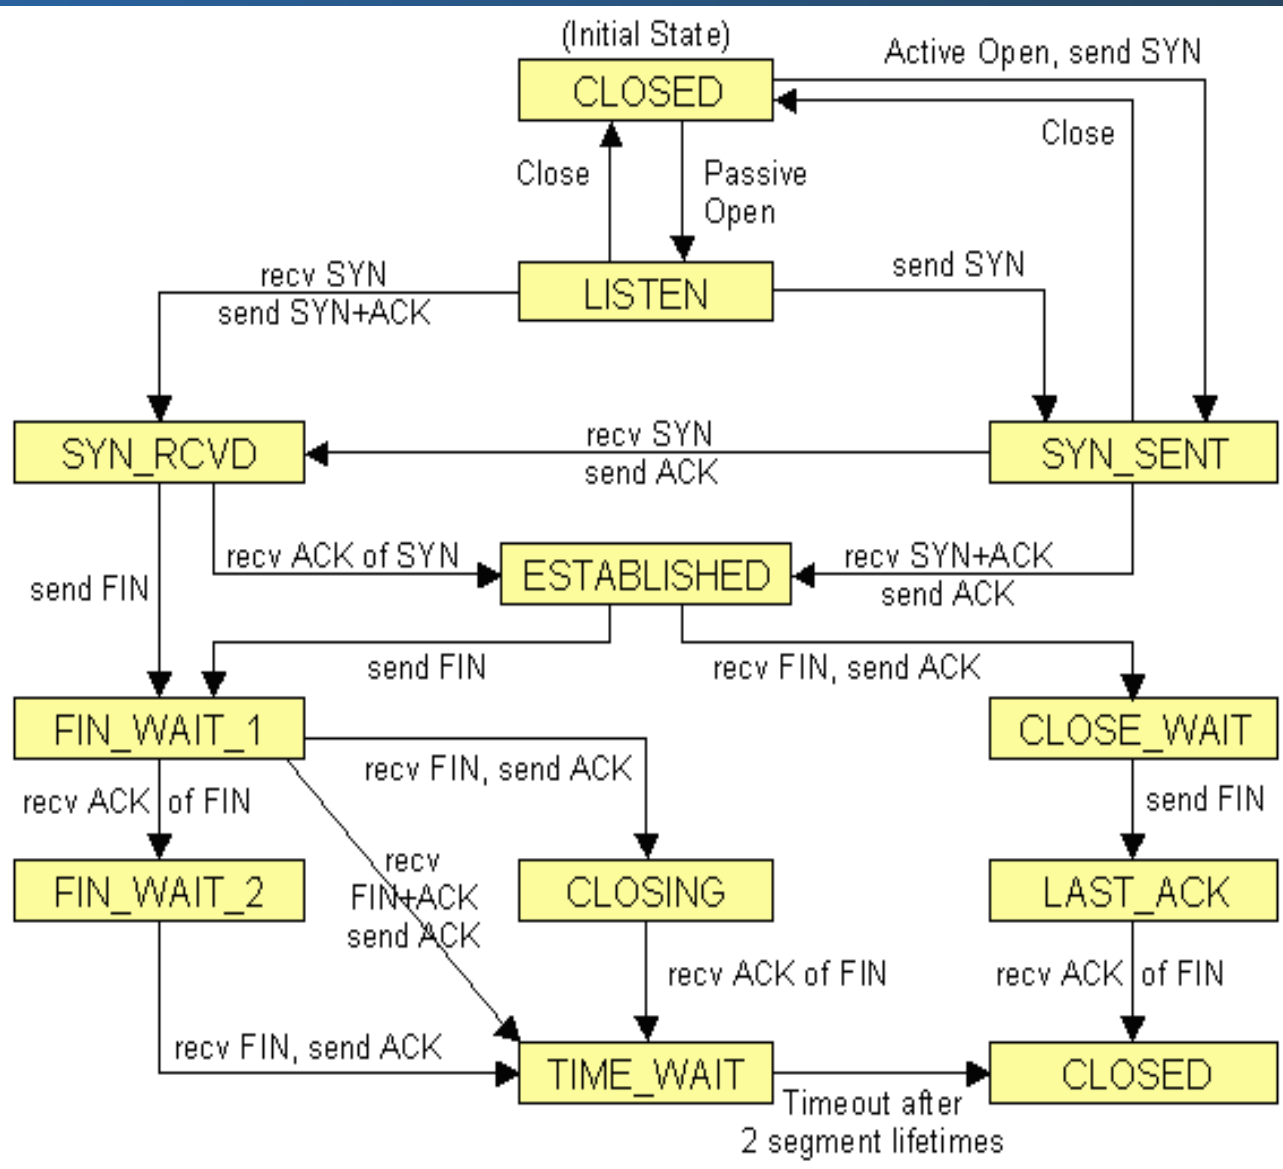 (Initial State)
Active Open, send SYN
CLOSED
Close
Close
Passive
Open
recv SYN
send SYN+ACK
LISTEN
send SYN
SYN_RCVD
recv SYN
send ACK
SYN_SENT
recv ACK of SYN
ESTABLISHED
recv SYN+ACK
send ACK
send FIN
send FIN
recv FIN, send ACK
FIN_WAIT_1
CLOSE_WAIT
recv FIN, send ACK
recv ACK of FIN
send FIN
FIN_WAIT_2
recv
FIN+ACK
send ACK
CLOSING
LAST_ACK
recv ACK of FIN
recv ACK of FIN
recv FIN, send ACK
TIME_WAIT
CLOSED
Timeout after
2 segment lifetimes